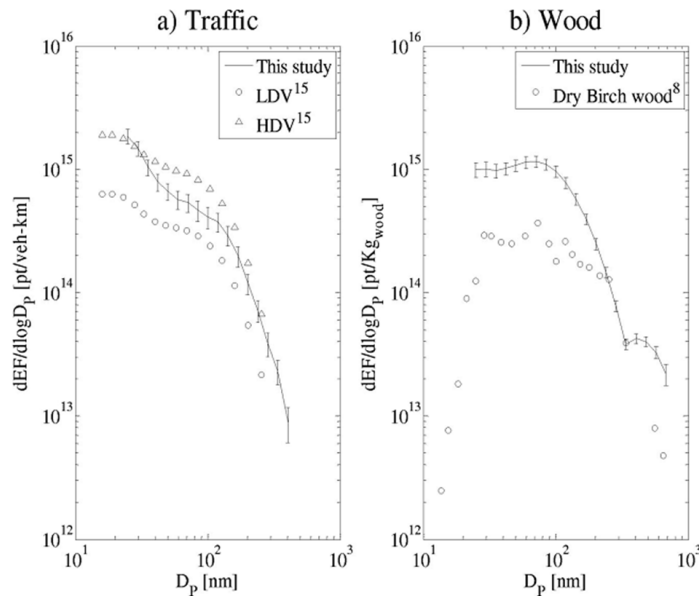 a) Traffic
10^16
10^15
10^14
10^13
10^12
dEF/dlogD_P [pt/veh-km]
This study
LDV^15
HDV^15
10^1
10^2
10^3
D_P [nm]
b) Wood
10^16
10^15
10^14
10^13
10^12
dEF/dlogD_P [pt/Kg_wood]
This study
Dry Birch wood^8
10^1
10^2
10^3
D_P [nm]